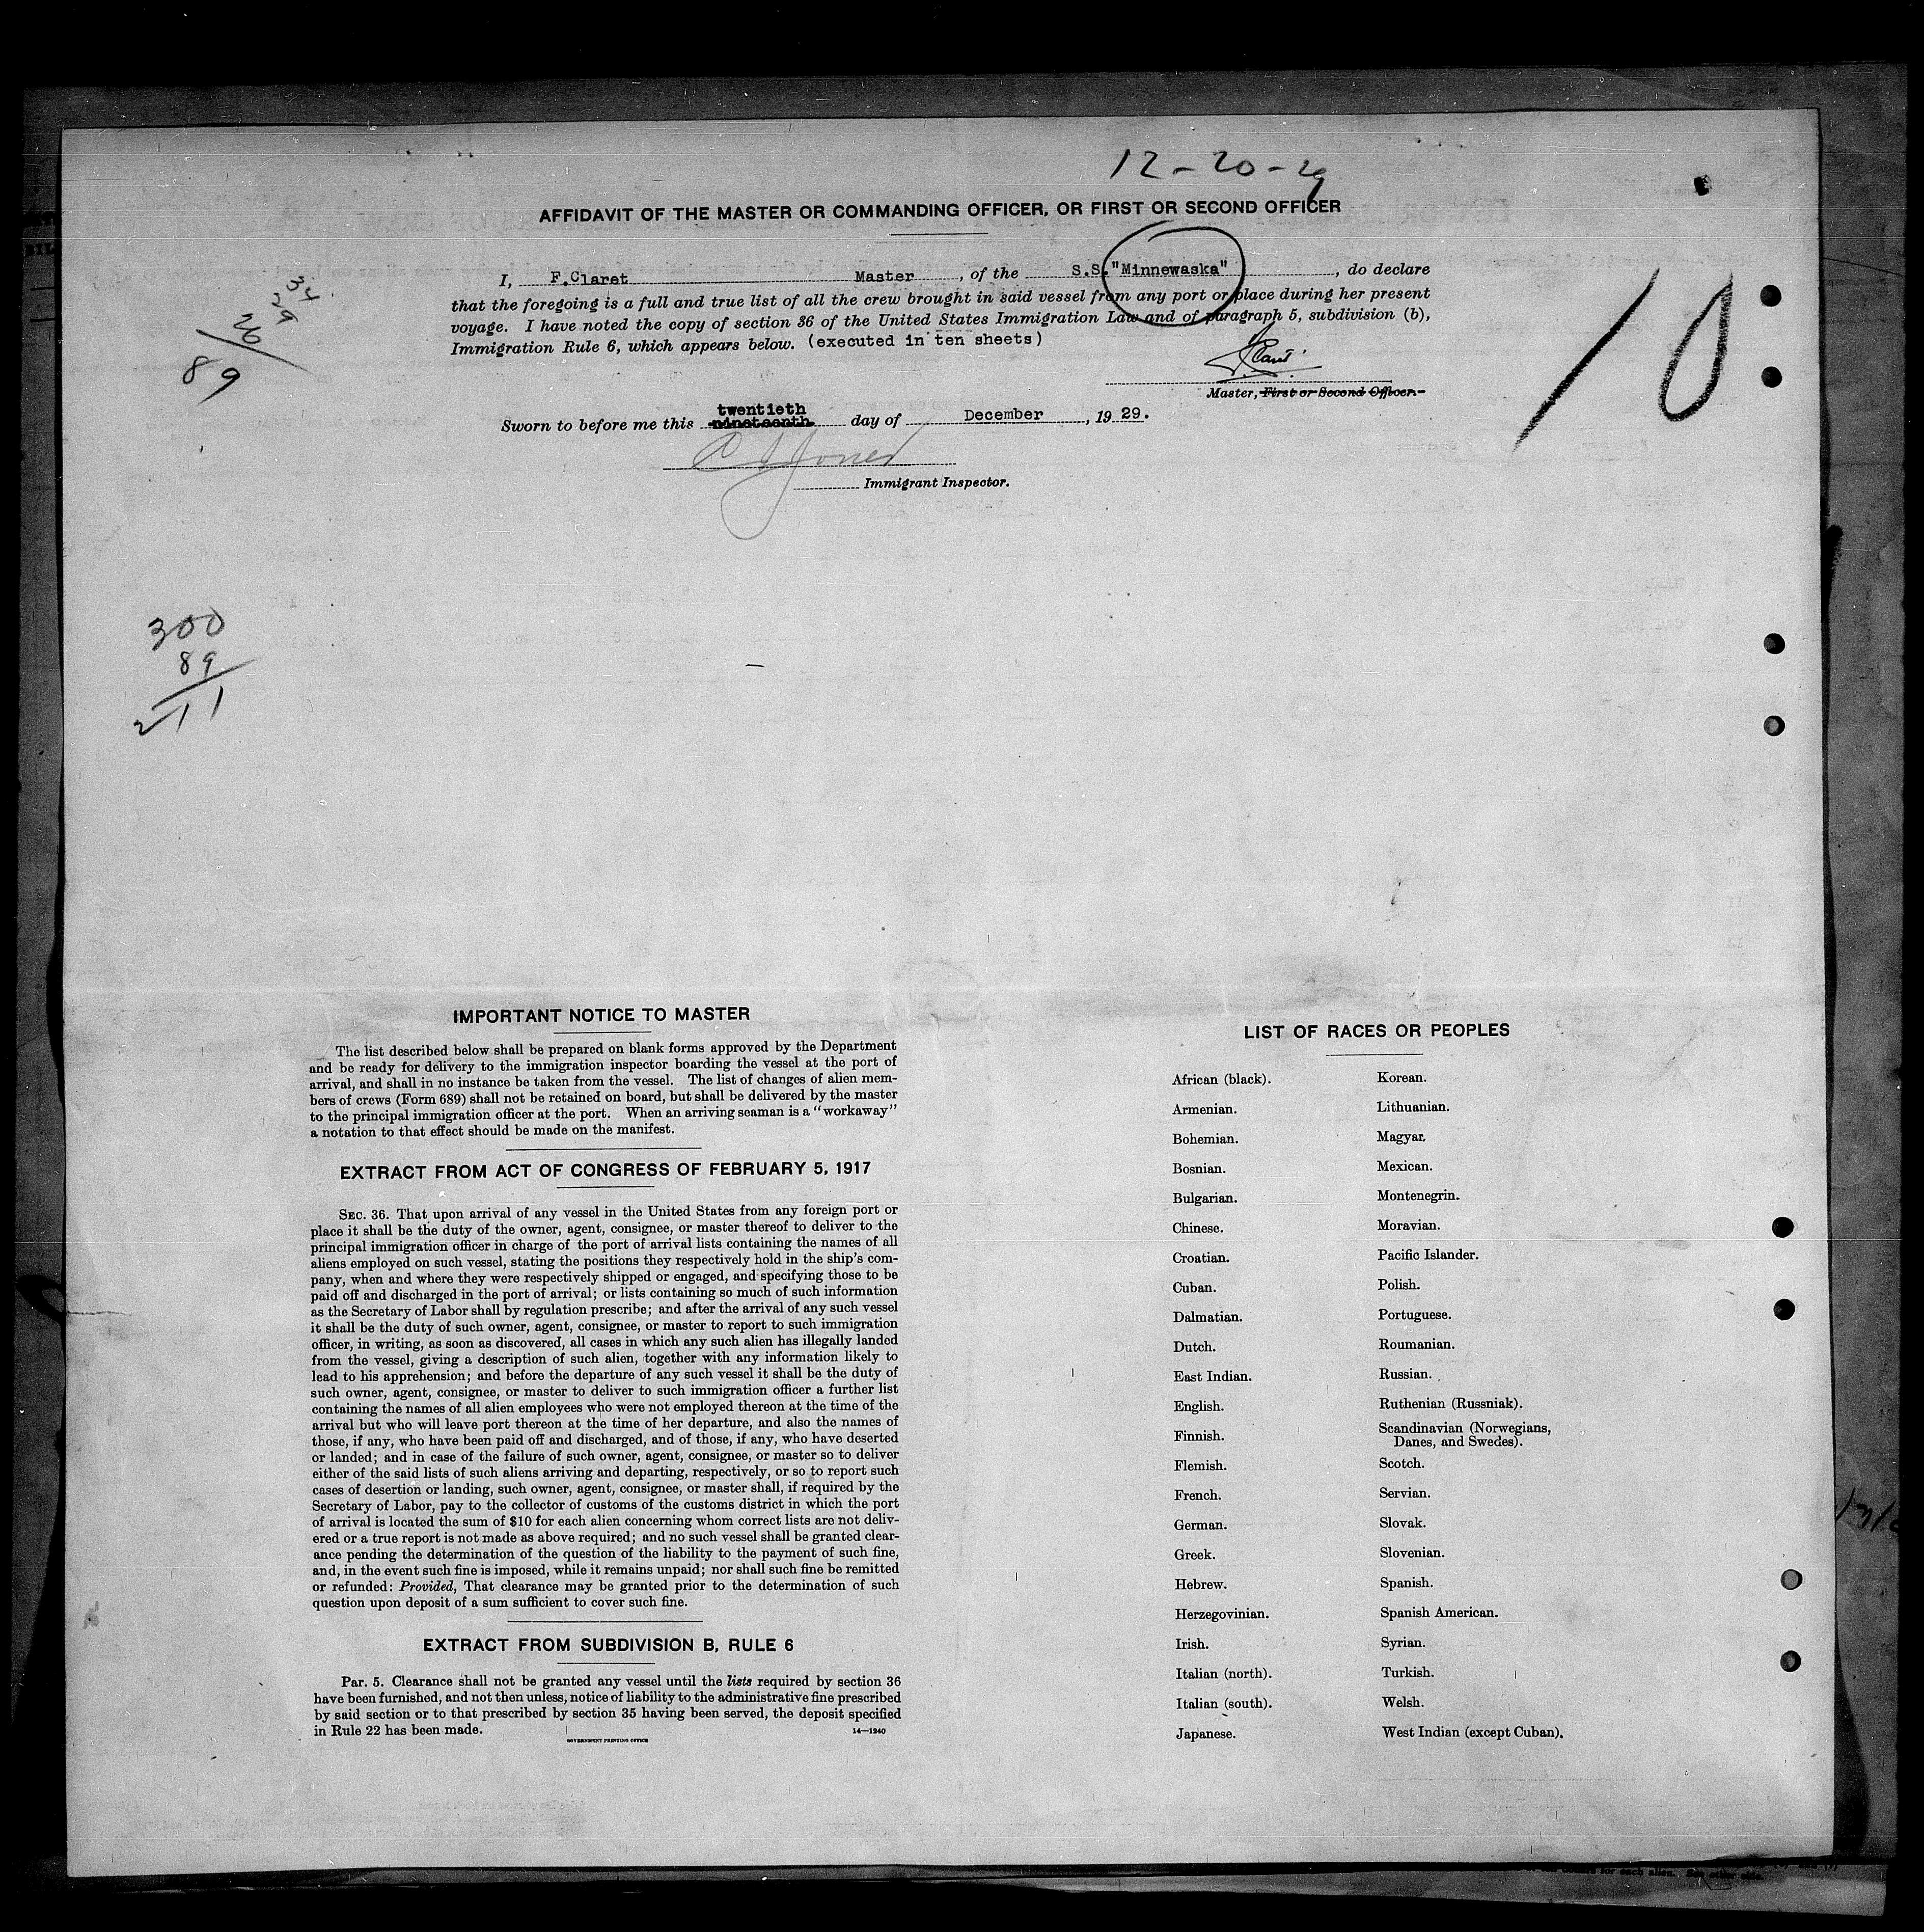 12-20-29
AFFIDAVIT OF THE MASTER OR COMMANDING OFFICER, OR FIRST OR SECOND OFFICER
I, F.Claret Master, of the S.S."Minnewaska", do declare
that the foregoing is a full and true list of all the crew brought in said vessel from any port or place during her present
voyage. I have noted the copy of section 36 of the United States Immigration Law and of paragraph 5, subdivision (b),
Immigration Rule 6, which appears below. (executed in ten sheets)
10
34
29
26
89
F. Claret
Master, First or Second Officer.
twentieth
Sworn to before me this nineteenth day of December, 19 29.
Jones
Immigrant Inspector.
300
89
211
IMPORTANT NOTICE TO MASTER
The list described below shall be prepared on blank forms approved by the Department
and be ready for delivery to the immigration inspector boarding the vessel at the port of
arrival, and shall in no instance be taken from the vessel. The list of changes of alien mem-
bers of crews (Form 689) shall not be retained on board, but shall be delivered by the master
to the principal immigration officer at the port. When an arriving seaman is a "workaway"
a notation to that effect should be made on the manifest.
EXTRACT FROM ACT OF CONGRESS OF FEBRUARY 5, 1917
SEC. 36. That upon arrival of any vessel in the United States from any foreign port or
place it shall be the duty of the owner, agent, consignee, or master thereof to deliver to the
principal immigration officer in charge of the port of arrival lists containing the names of all
aliens employed on such vessel, stating the positions they respectively hold in the ship's com-
pany, when and where they were respectively shipped or engaged, and specifying those to be
paid off and discharged in the port of arrival; or lists containing so much of such information
as the Secretary of Labor shall by regulation prescribe; and after the arrival of any such vessel
it shall be the duty of such owner, agent, consignee, or master to report to such immigration
officer, in writing, as soon as discovered, all cases in which any such alien has illegally landed
from the vessel, giving a description of such alien, together with any information likely to
lead to his apprehension; and before the departure of any such vessel it shall be the duty of
such owner, agent, consignee, or master to deliver to such immigration officer a further list
containing the names of all alien employees who were not employed thereon at the time of the
arrival but who will leave port thereon at the time of her departure, and also the names of
those, if any, who have been paid off and discharged, and of those, if any, who have deserted
or landed; and in case of the failure of such owner, agent, consignee, or master so to deliver
either of the said lists of such aliens arriving and departing, respectively, or so to report such
cases of desertion or landing, such owner, agent, consignee, or master shall, if required by the
Secretary of Labor, pay to the collector of customs of the customs district in which the port
of arrival is located the sum of $10 for each alien concerning whom correct lists are not deliv-
ered or a true report is not made as above required; and no such vessel shall be granted clear-
ance pending the determination of the question of the liability to the payment of such fine,
and, in the event such fine is imposed, while it remains unpaid; nor shall such fine be remitted
or refunded: Provided, That clearance may be granted prior to the determination of such
question upon deposit of a sum sufficient to cover such fine.
EXTRACT FROM SUBDIVISION B, RULE 6
Par. 5. Clearance shall not be granted any vessel until the lists required by section 36
have been furnished, and not then unless, notice of liability to the administrative fine prescribed
by said section or to that prescribed by section 35 having been served, the deposit specified
in Rule 22 has been made.
14—1240
GOVERNMENT PRINTING OFFICE
LIST OF RACES OR PEOPLES
African (black). Korean.
Armenian. Lithuanian.
Bohemian. Magyar.
Bosnian. Mexican.
Bulgarian. Montenegrin.
Chinese. Moravian.
Croatian. Pacific Islander.
Cuban. Polish.
Dalmatian. Portuguese.
Dutch. Roumanian.
East Indian. Russian.
English. Ruthenian (Russniak).
Finnish. Scandinavian (Norwegians,
Danes, and Swedes).
Flemish. Scotch.
French. Servian.
German. Slovak.
Greek. Slovenian.
Hebrew. Spanish.
Herzegovinian. Spanish American.
Irish. Syrian.
Italian (north). Turkish.
Italian (south). Welsh.
Japanese. West Indian (except Cuban).
for each alien. See other side.